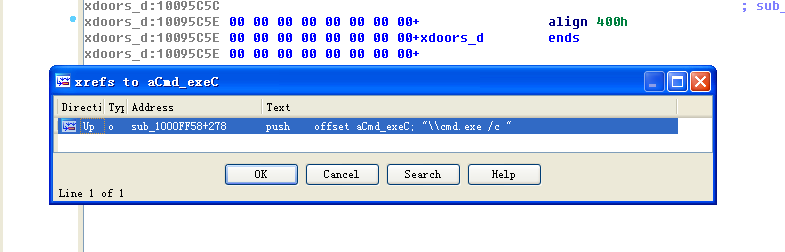 xdoors_d:10095C5C ; sub_
xdoors_d:10095C5E 00 00 00 00 00 00 00 00+ align 400h
xdoors_d:10095C5E 00 00 00 00 00 00 00 00+xdoors_d ends
xdoors_d:10095C5E 00 00 00 00 00 00 00 00+
xrefs to aCmd_exeC
Directi Typ Address Text
Up o sub_1000FF58+278 push offset aCmd_exeC; "\\cmd.exe /c "
OK Cancel Search Help
Line 1 of 1